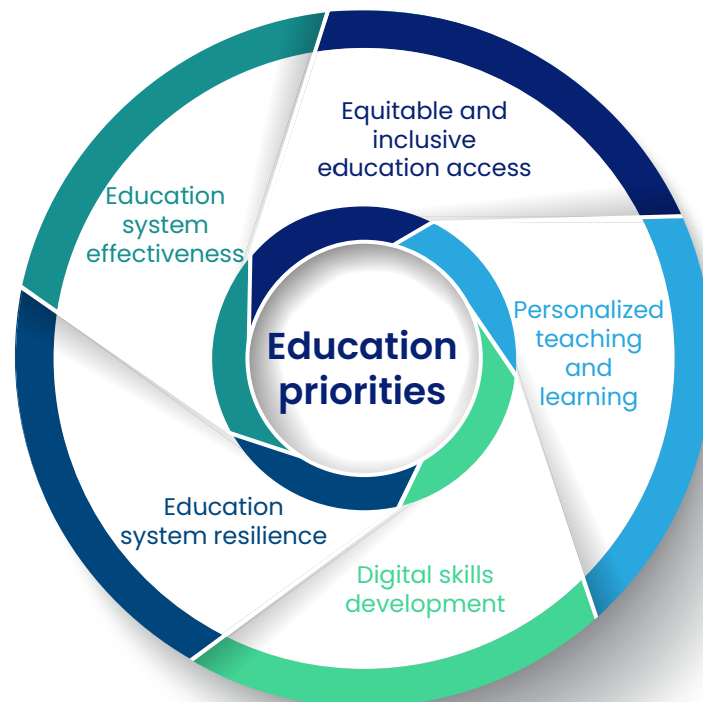 Equitable and
inclusive
education access
Personalized
teaching
and
learning
Digital skills
development
Education
system resilience
Education
system
effectiveness
Education
priorities